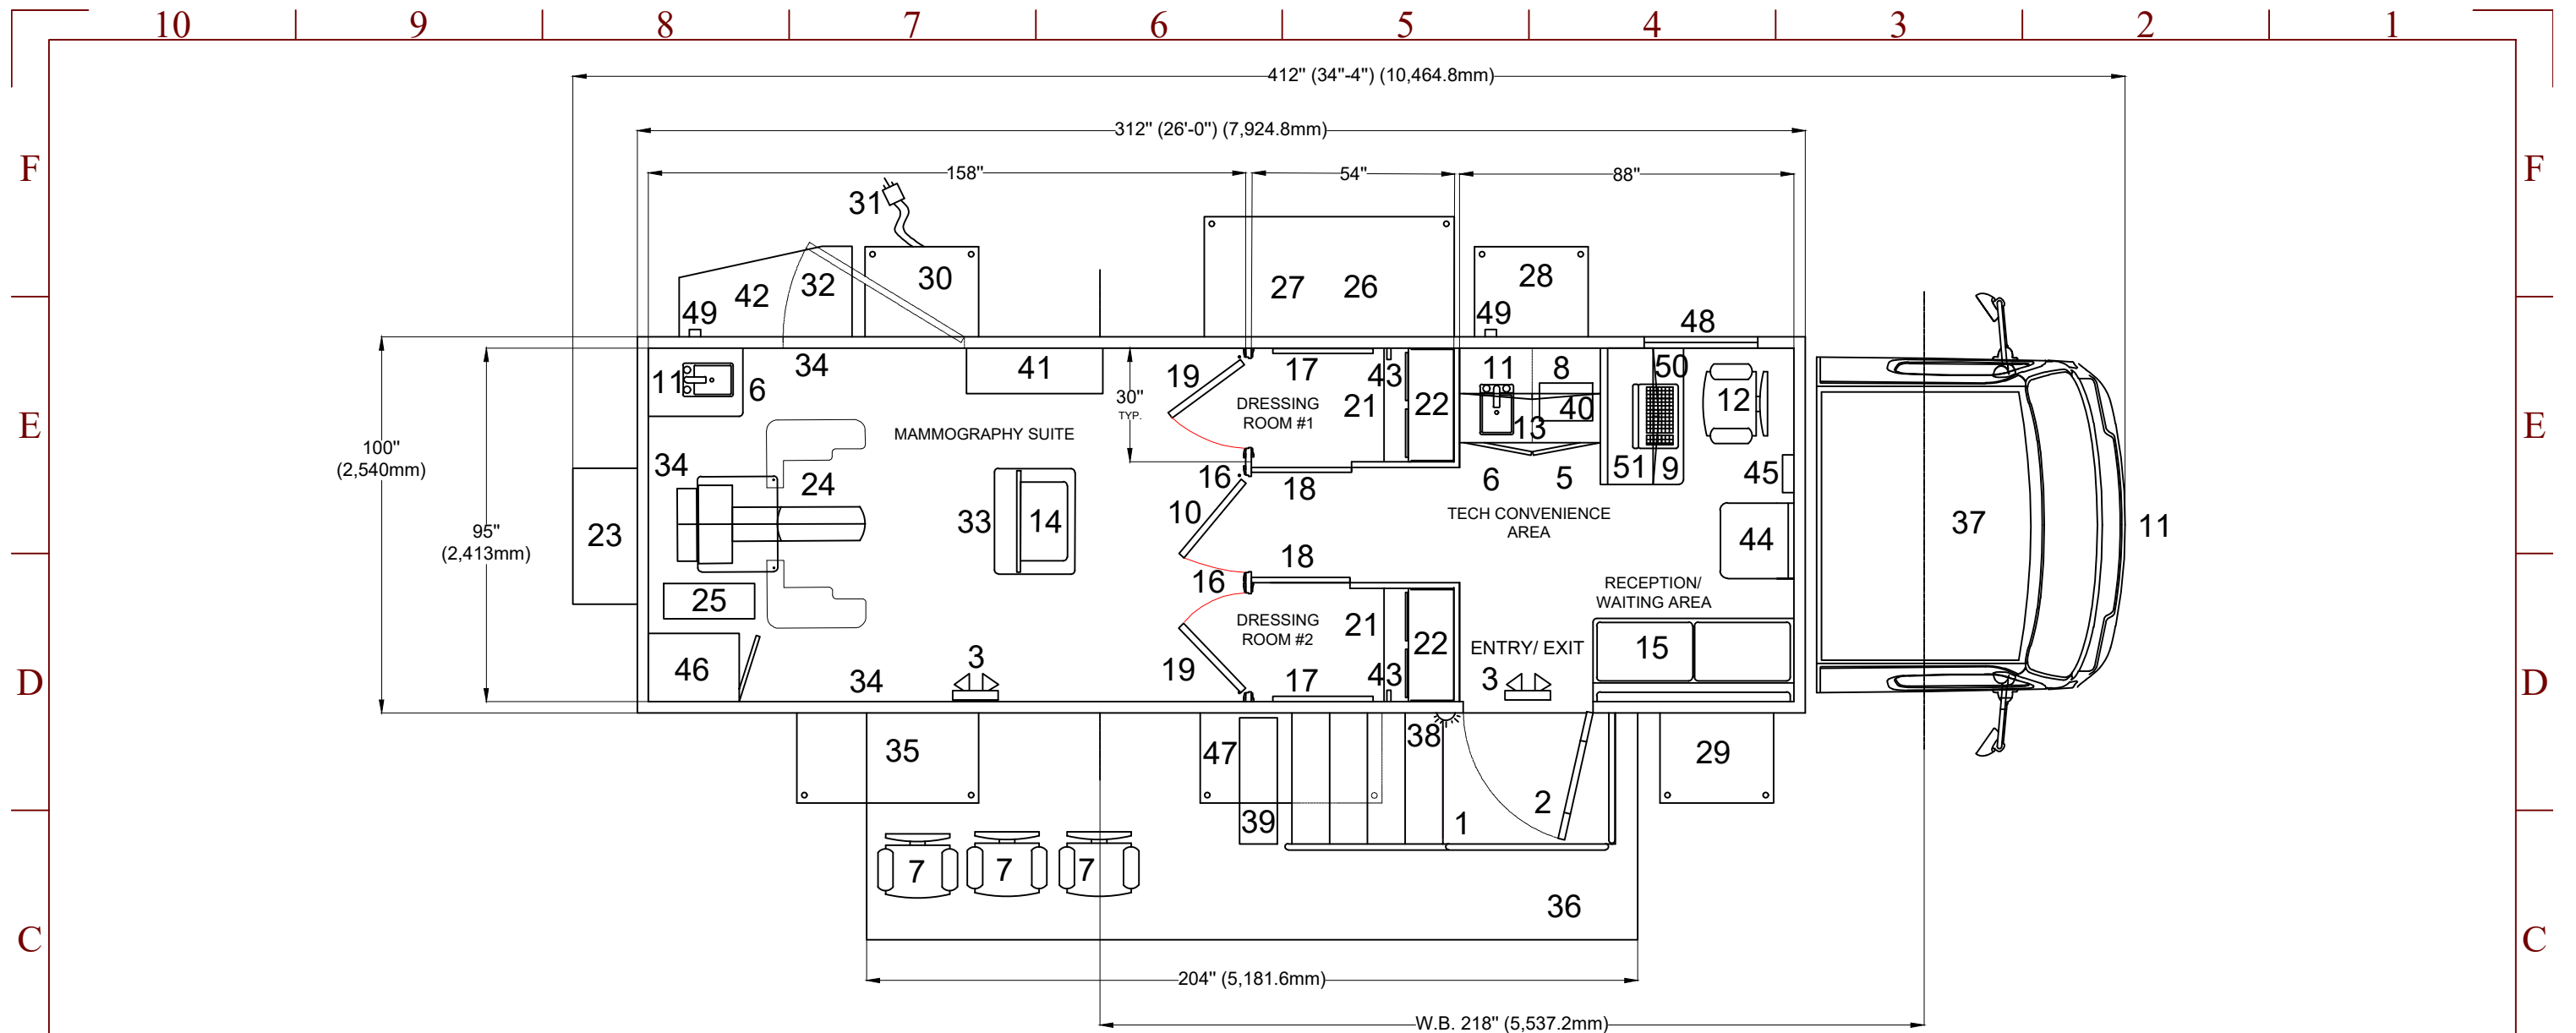 10 9 8 7 6 5 4 3 2 1
412" (34"-4") (10,464.8mm)
312" (26'-0") (7,924.8mm)
F F
158" 54" 88"
31
30 27 26 28
42 32
49 49 48
34 41 19 17 43 11 8 50
11 6 30" 21 22 40 12
TYP.
DRESSING
ROOM #1
E E
13
MAMMOGRAPHY SUITE
100"
(2,540mm)
34 24 16 18 6 5 51 9 45
10
TECH CONVENIENCE
AREA
33 14 37 11
23 44
95"
(2,413mm)
18
16
25
RECEPTION/
WAITING AREA
DRESSING
ROOM #2
21 22
ENTRY/ EXIT
15
46 3 19 43 3
34 17
D D
35 47 38 29
39 1 2
7 7 7
36
C C
204" (5,181.6mm)
W.B. 218" (5,537.2mm)